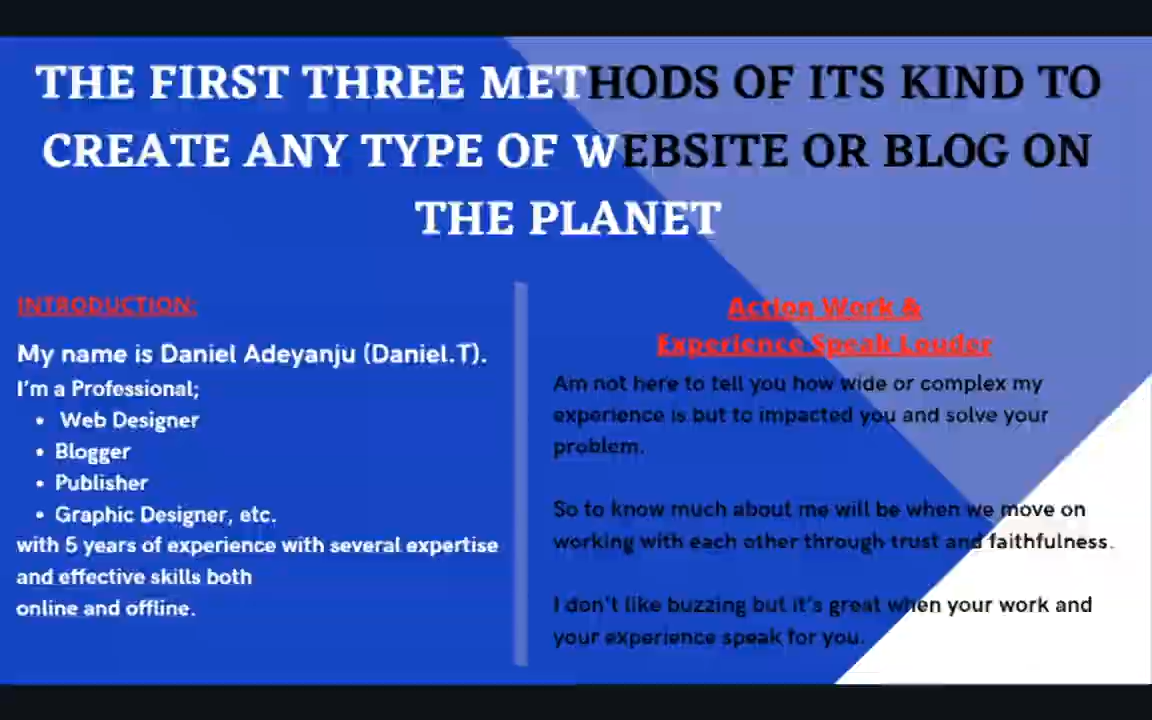 THE FIRST THREE METHODS OF ITS KIND TO
CREATE ANY TYPE OF WEBSITE OR BLOG ON
THE PLANET
INTRODUCTION:
My name is Daniel Adeyanju (Daniel.T).
I'm a Professional;
• Web Designer
• Blogger
• Publisher
• Graphic Designer, etc.
with 5 years of experience with several expertise
and effective skills both
online and offline.
Action Work &
Experience Speak Louder
Am not here to tell you how wide or complex my
experience is but to impacted you and solve your
problem.
So to know much about me will be when we move on
working with each other through trust and faithfulness.
I don't like buzzing but it's great when your work and
your experience speak for you.